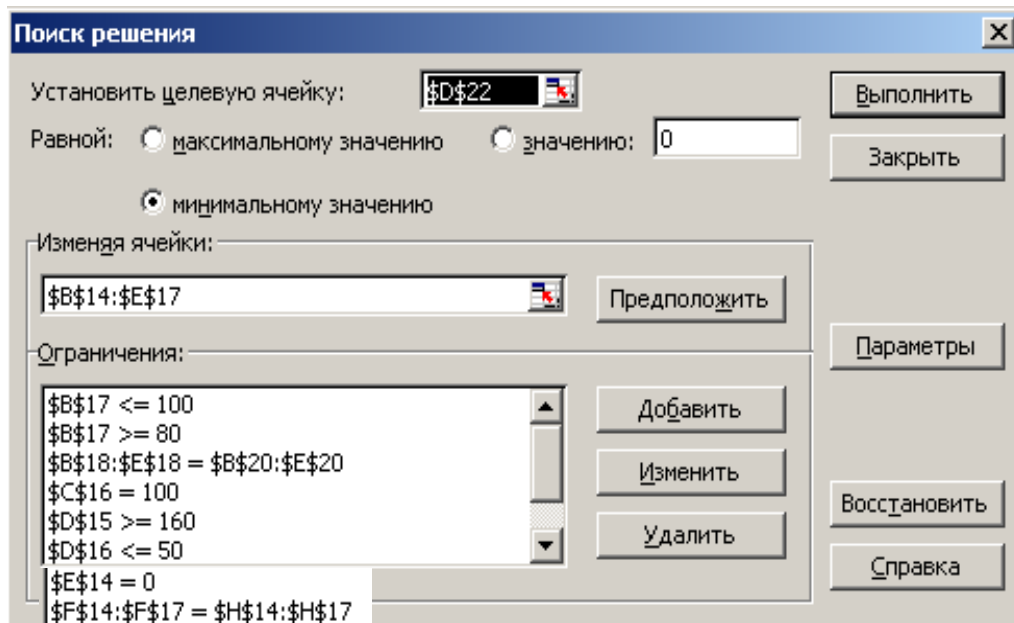 Поиск решения
Установить целевую ячейку: $D$22
Выполнить
Равной: максимальному значению значению: 0
Закрыть
минимальному значению
Изменяя ячейки:
$B$14:$E$17
Предположить
Параметры
Ограничения:
$B$17 <= 100
$B$17 >= 80
$B$18:$E$18 = $B$20:$E$20
$C$16 = 100
$D$15 >= 160
$D$16 <= 50
$E$14 = 0
$F$14:$F$17 = $H$14:$H$17
Добавить
Изменить
Удалить
Восстановить
Справка